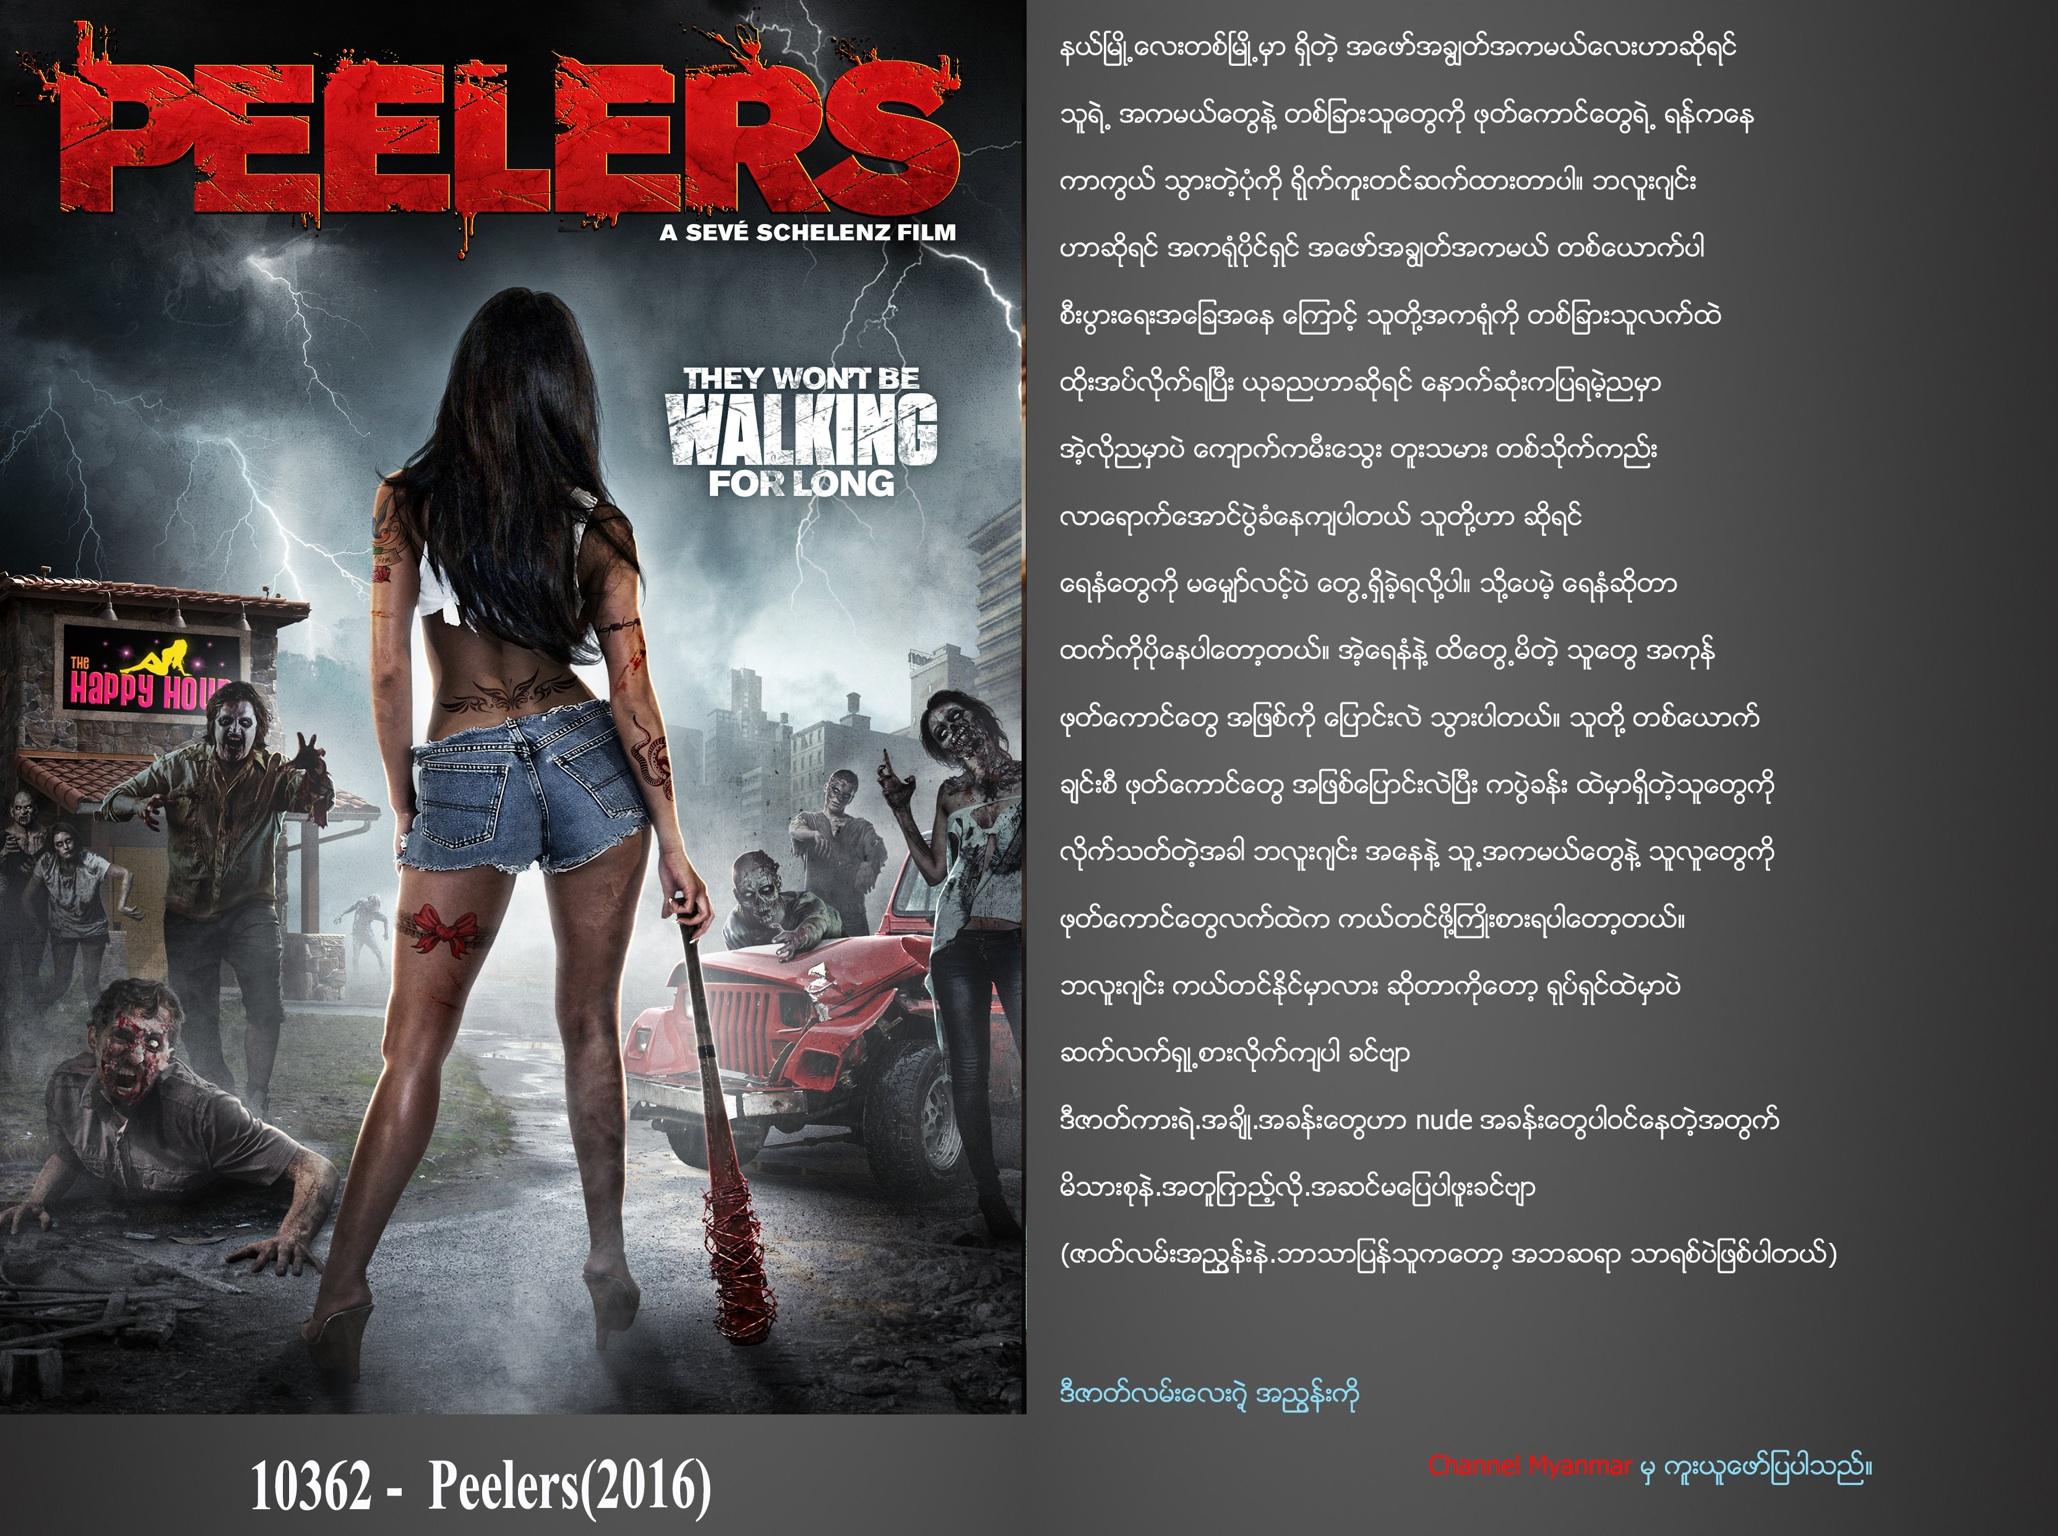 PEELERS
A SEVÉ SCHELENZ FILM
THEY WON'T BE
WALKING
FOR LONG
THE
HAPPY HOUR
10362 - Peelers(2016)
နယ်မြို့လေးတစ်မြို့မှာ ရှိတဲ့ အဖော်အချွတ်အကမယ်လေးဟာဆိုရင်
သူရဲ့ အကမယ်တွေနဲ့ တစ်ခြားသူတွေကို ဖုတ်ကောင်တွေရဲ့ ရန်ကနေ
ကာကွယ် သွားတဲ့ပုံကို ရိုက်ကူးတင်ဆက်ထားတာပါ။ ဘလူးဂျင်း
ဟာဆိုရင် အကရုံပိုင်ရှင် အဖော်အချွတ်အကမယ် တစ်ယောက်ပါ
စီးပွားရေးအခြေအနေ ကြောင့် သူတို့အကရုံကို တစ်ခြားသူလက်ထဲ
ထိုးအပ်လိုက်ရပြီး ယုခညဟာဆိုရင် နောက်ဆုံးကပြရမဲ့ညမှာ
အဲ့လိုညမှာပဲ ကျောက်ကမီးသွေး တူးသမား တစ်သိုက်ကည်း
လာရောက်အောင်ပွဲခံနေကျပါတယ် သူတို့ဟာ ဆိုရင်
ရေနံတွေကို မမျှော်လင့်ပဲ တွေ့ရှိခဲ့ရလို့ပါ။ သို့ပေမဲ့ ရေနံဆိုတာ
ထက်ကိုပိုနေပါတော့တယ်။ အဲ့ရေနံနဲ့ ထိတွေ့မိတဲ့ သူတွေ အကုန်
ဖုတ်ကောင်တွေ အဖြစ်ကို ပြောင်းလဲ သွားပါတယ်။ သူတို့ တစ်ယောက်
ချင်းစီ ဖုတ်ကောင်တွေ အဖြစ်ပြောင်းလဲပြီး ကပွဲခန်း ထဲမှာရှိတဲ့သူတွေကို
လိုက်သတ်တဲ့အခါ ဘလူးဂျင်း အနေနဲ့ သူ့အကမယ်တွေနဲ့ သူလူတွေကို
ဖုတ်ကောင်တွေလက်ထဲက ကယ်တင်ဖို့ကြိုးစားရပါတော့တယ်။
ဘလူးဂျင်း ကယ်တင်နိုင်မှာလား ဆိုတာကိုတော့ ရုပ်ရှင်ထဲမှာပဲ
ဆက်လက်ရှု့စားလိုက်ကျပါ ခင်ဗျာ
ဒီဇာတ်ကားရဲ.အချို.အခန်းတွေဟာ nude အခန်းတွေပါဝင်နေတဲ့အတွက်
မိသားစုနဲ.အတူကြည့်လို.အဆင်မပြေပါဖူးခင်ဗျာ
(ဇာတ်လမ်းအညွှန်းနဲ.ဘာသာပြန်သူကတော့ အဘဆရာ သာရစ်ပဲဖြစ်ပါတယ်)
ဒီဇာတ်လမ်းလေးဂဲ့ အညွှန်းကို
Channel Myanmar မှ ကူးယူဖော်ပြပါသည်။